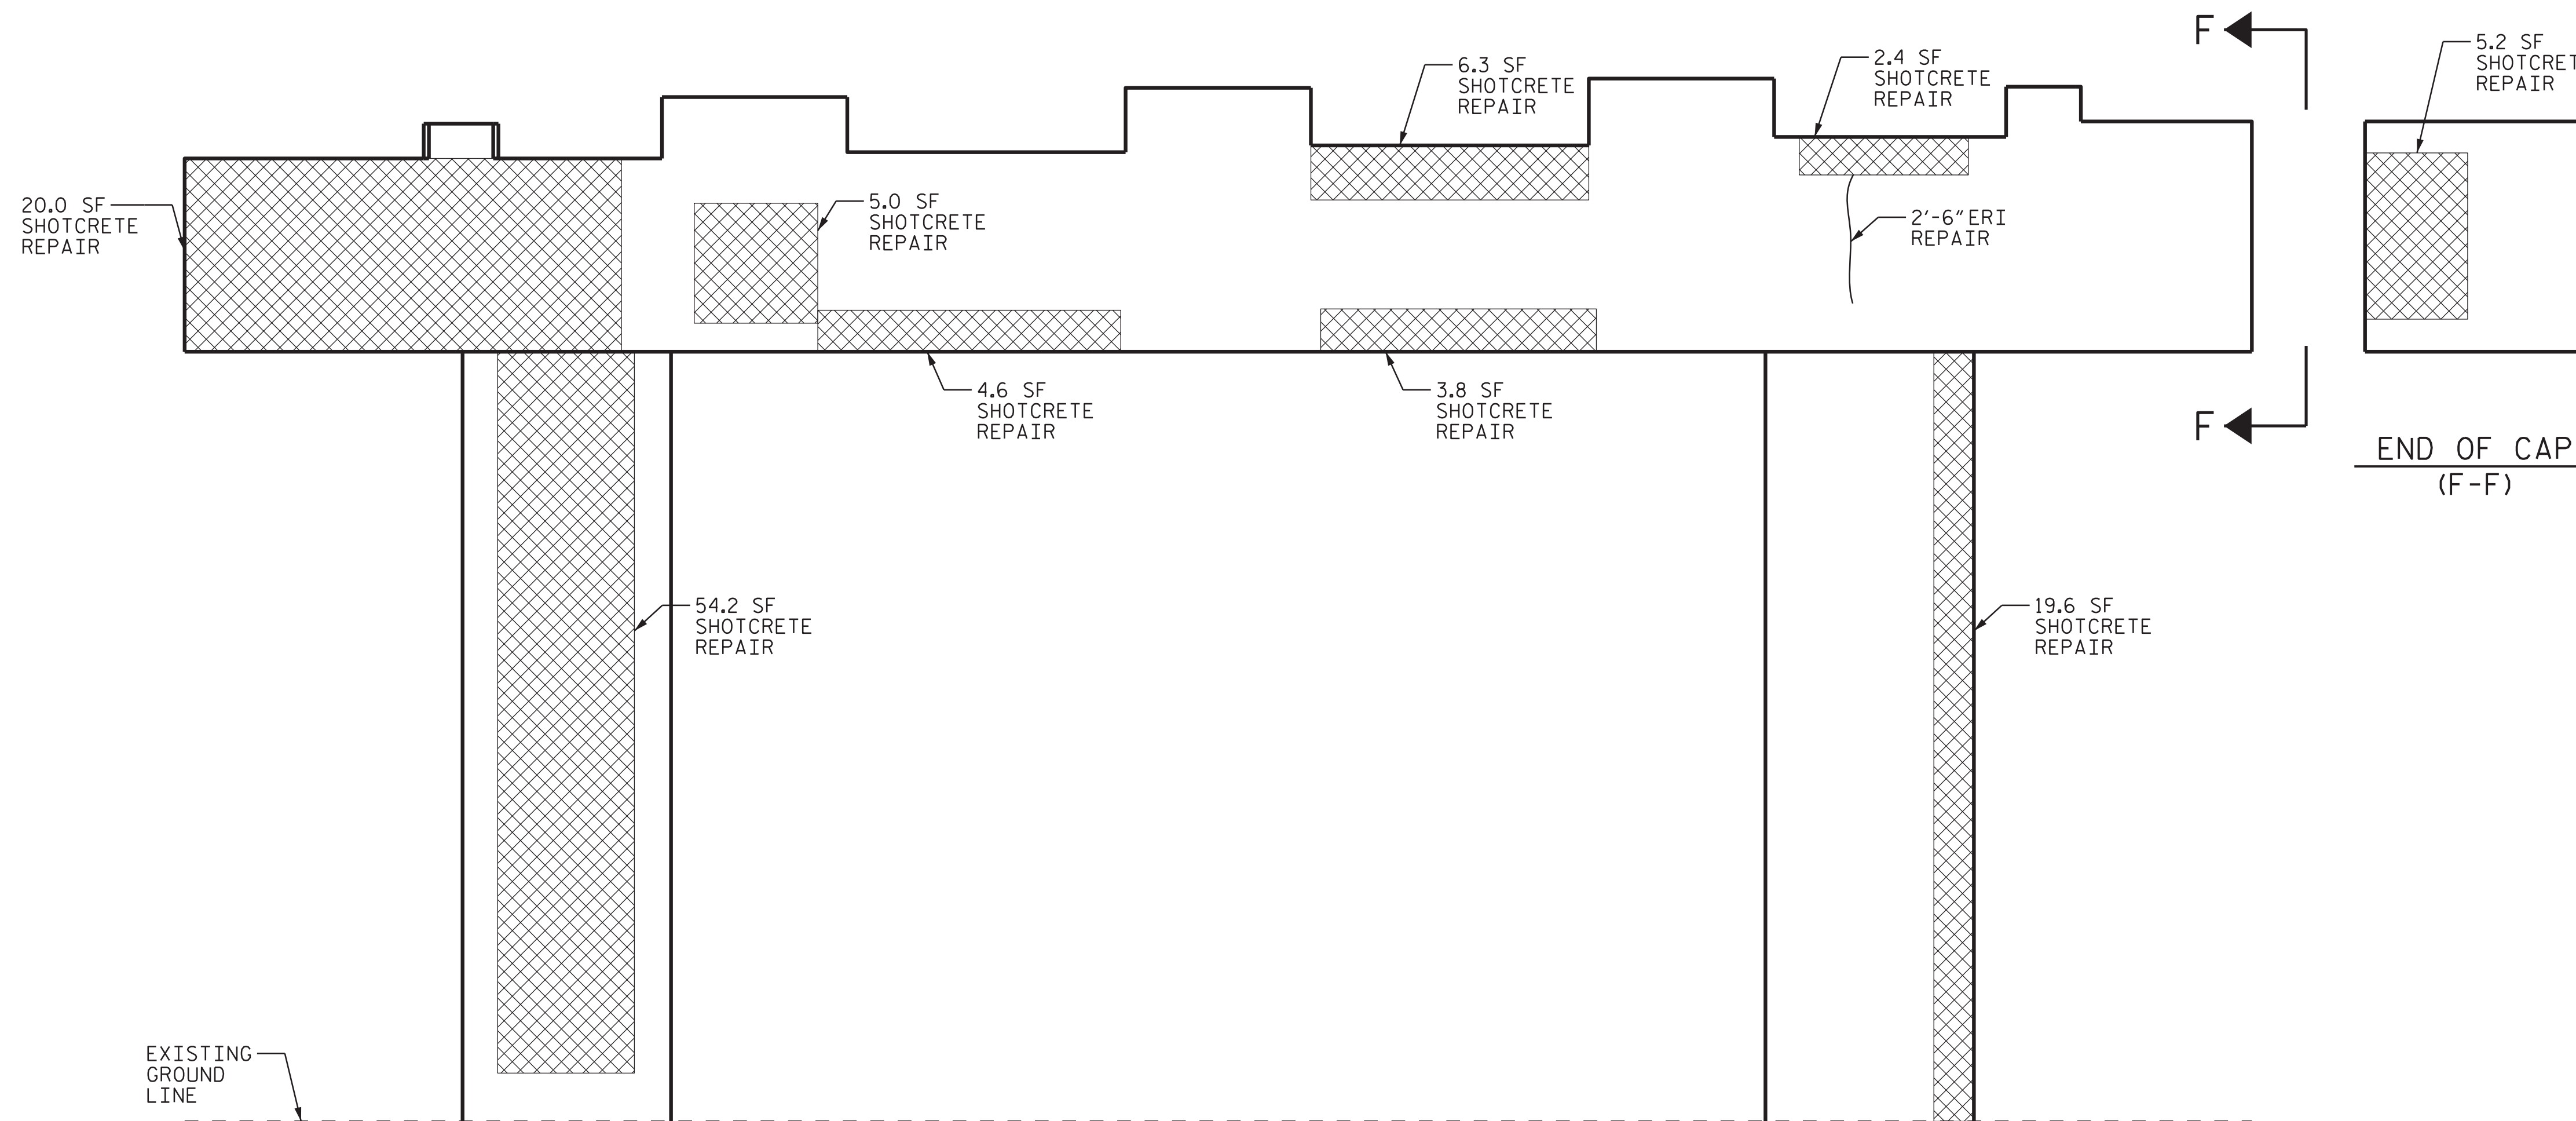 F
5.2 SF
REPAIR
6.3 SF
SHOTCRETE
REPAIR
2.4 SF
SHOTCRETE
REPAIR
20.0 SF
SHOTCRETE
REPAIR
5.0 SF
SHOTCRETE
REPAIR
2'-6" ERI
REPAIR
4.6 SF
SHOTCRETE
REPAIR
3.8 SF
SHOTCRETE
REPAIR
F
END OF CAP
(F-F)
54.2 SF
SHOTCRETE
REPAIR
19.6 SF
SHOTCRETE
REPAIR
EXISTING
GROUND
LINE